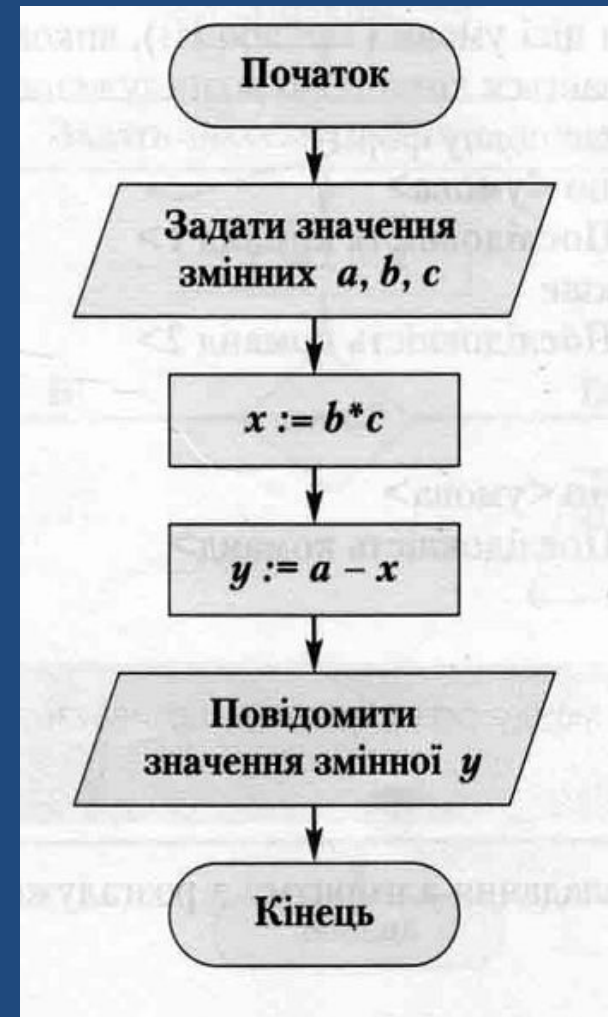 Початок
Задати значення
змінних a, b, c
x := b*c
y := a – x
Повідомити
значення змінної y
Кінець